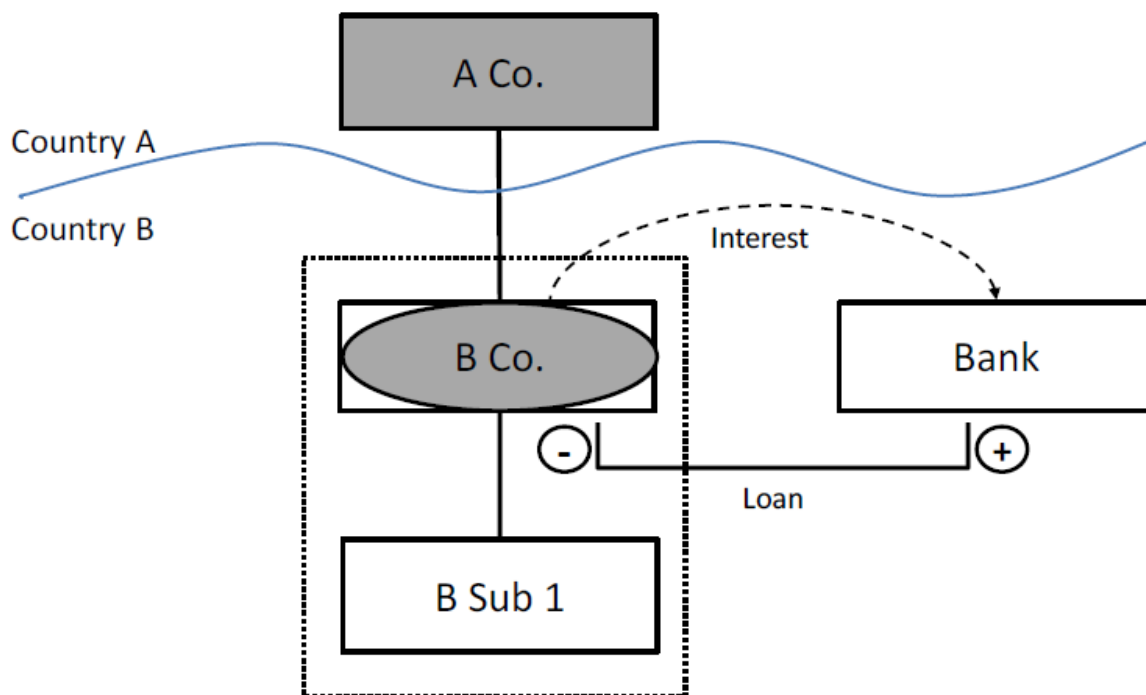 A Co.
Country A
Country B
Interest
B Co.
Bank
-
+
Loan
B Sub 1